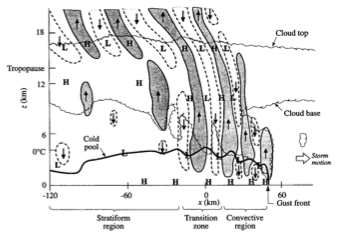 18
L
H
L
H
L
H
L
H
Cloud top
Tropopause
12
H
H
z (km)
Cloud base
6
Cold
pool
0°C
L
L
L
L
0
H
H
H
H
Storm
motion
-120
-60
0
60
x (km)
Gust front
Stratiform
region
Transition
zone
Convective
region